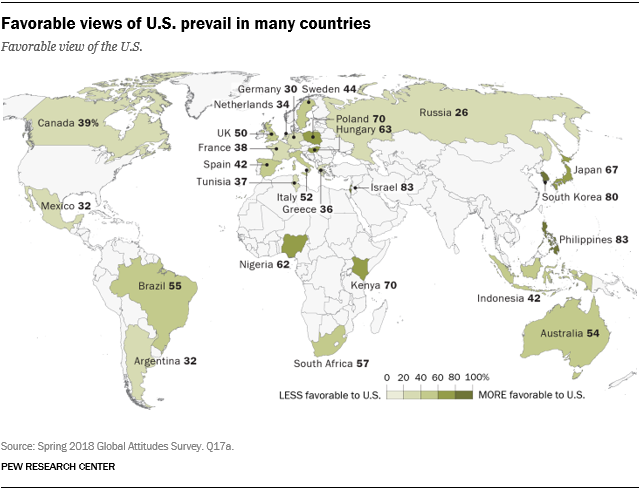 Favorable views of U.S. prevail in many countries
Favorable view of the U.S.
Germany 30 Sweden 44
Netherlands 34
Canada 39%
UK 50
Poland 70
Hungary 63
Russia 26
France 38
Spain 42
Tunisia 37
Italy 52
Greece 36
Israel 83
Japan 67
South Korea 80
Mexico 32
Philippines 83
Nigeria 62
Kenya 70
Brazil 55
Indonesia 42
Australia 54
Argentina 32
South Africa 57
0 20 40 60 80 100%
LESS favorable to U.S. MORE favorable to U.S.
Source: Spring 2018 Global Attitudes Survey. Q17a.
PEW RESEARCH CENTER